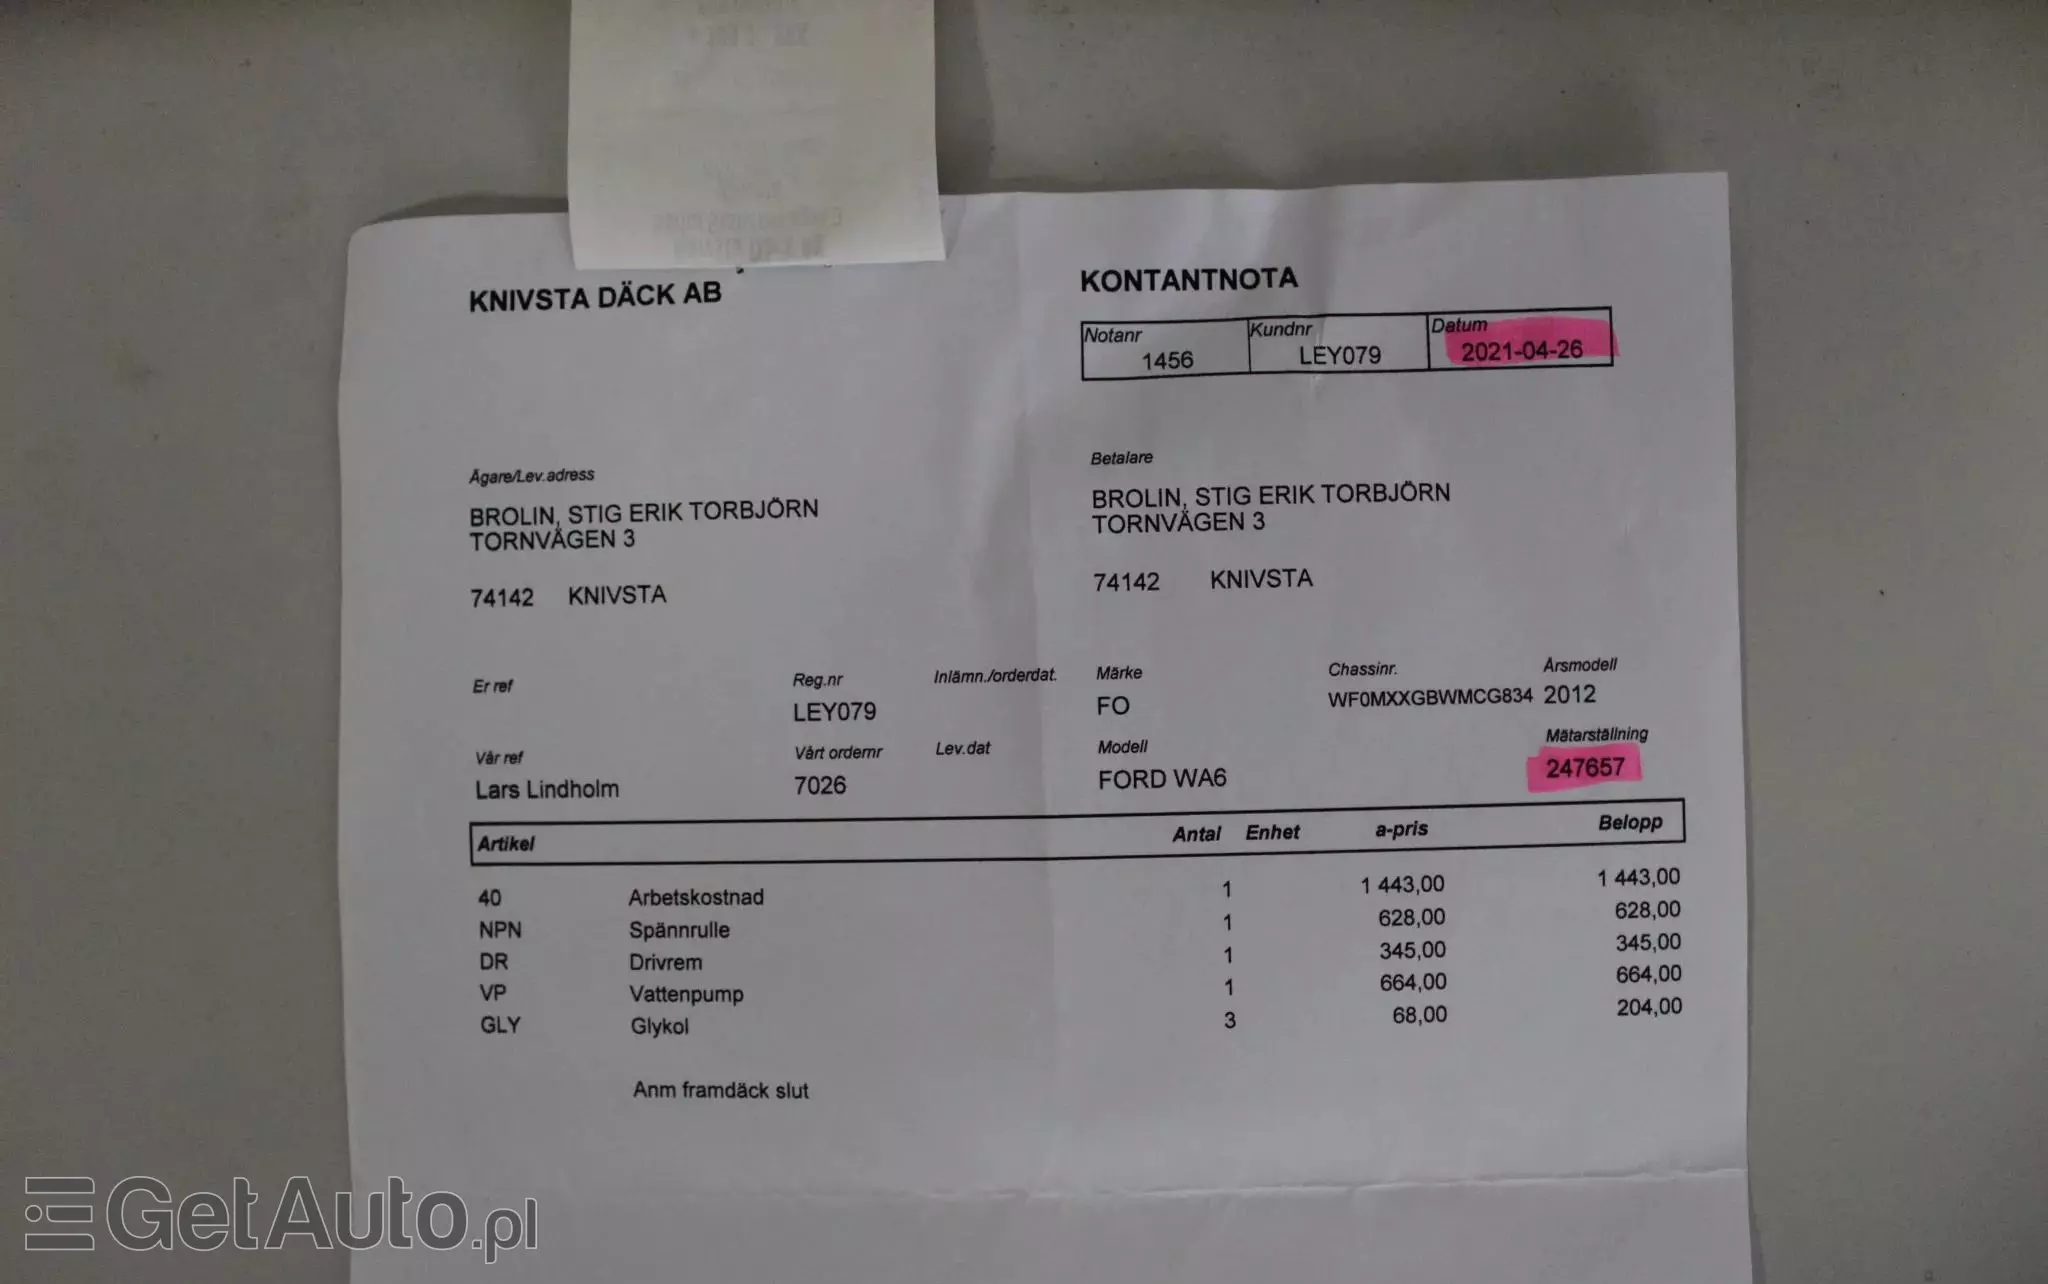 KNIVSTA DÄCK AB
KONTANTNOTA
Notanr Kundnr Datum
1456 LEY079 2021-04-26
Ägare/Lev.adress
BROLIN, STIG ERIK TORBJÖRN
TORNVÄGEN 3
74142 KNIVSTA
Betalare
BROLIN, STIG ERIK TORBJÖRN
TORNVÄGEN 3
74142 KNIVSTA
Er ref Reg.nr Inlämn./orderdat. Märke Chassinr. Årsmodell
LEY079 FO WF0MXXGBWMCG834 2012
Vår ref Vårt ordernr Lev.dat Modell Mätarställning
Lars Lindholm 7026 FORD WA6 247657
Artikel Antal Enhet a-pris Belopp
40 Arbetskostnad 1 1 443,00 1 443,00
NPN Spännrulle 1 628,00 628,00
DR Drivrem 1 345,00 345,00
VP Vattenpump 1 664,00 664,00
GLY Glykol 3 68,00 204,00
Anm framdäck slut
GetAuto.pl